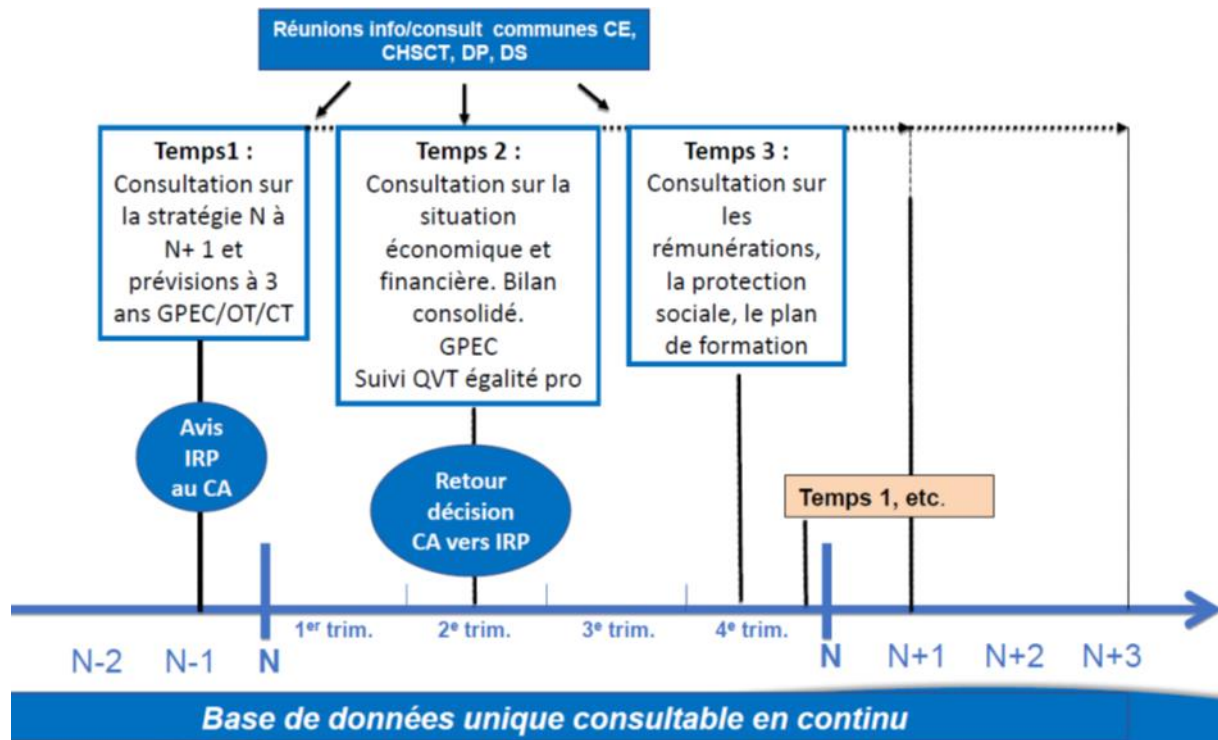 Réunions info/consult communes CE,
CHSCT, DP, DS
Temps1 :
Consultation sur
la stratégie N à
N+ 1 et
prévisions à 3
ans GPEC/OT/CT
Temps 2 :
Consultation sur la
situation
économique et
financière. Bilan
consolidé.
GPEC
Suivi QVT égalité pro
Temps 3 :
Consultation sur
les
rémunérations,
la protection
sociale, le plan
de formation
Avis
IRP
au CA
Retour
décision
CA vers IRP
Temps 1, etc.
1er trim.
2e trim.
3e trim.
4e trim.
N-2
N-1
N
N
N+1
N+2
N+3
Base de données unique consultable en continu